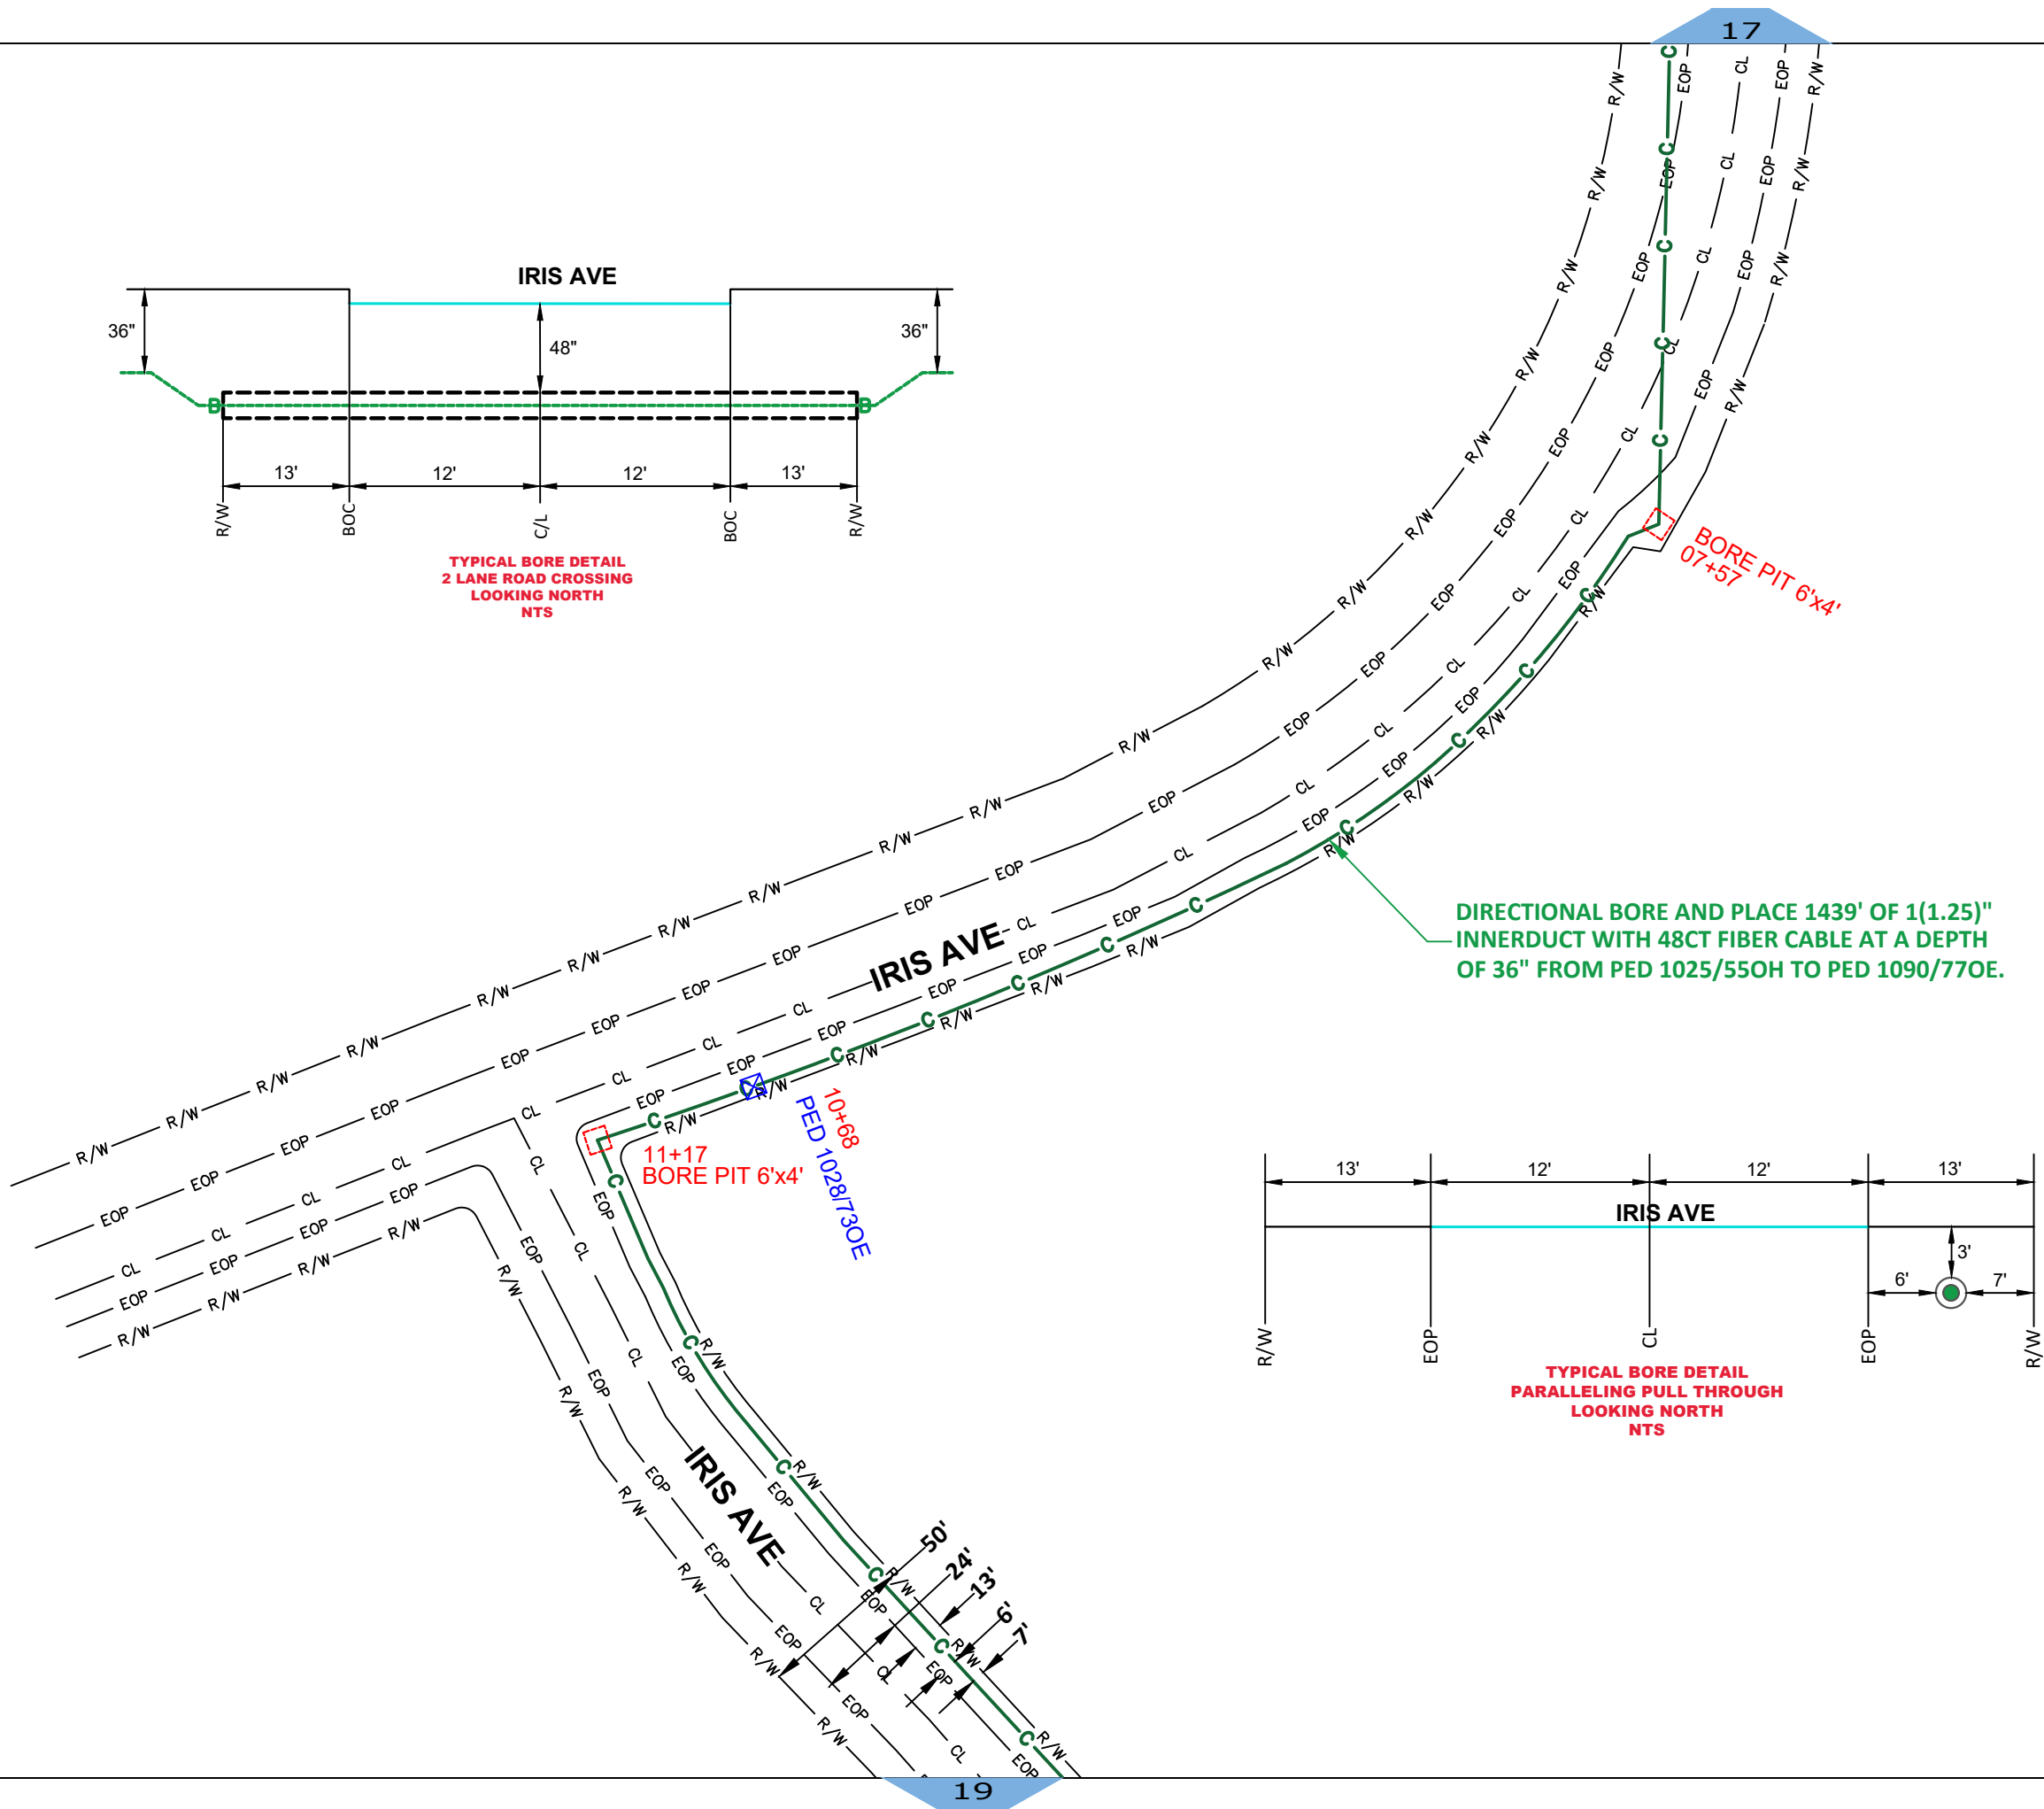 17
IRIS AVE
36"
48"
36"
13'
12'
12'
13'
B
B
R/W
BOC
C/L
BOC
R/W
TYPICAL BORE DETAIL
2 LANE ROAD CROSSING
LOOKING NORTH
NTS
BORE PIT 6'x4'
07+57
DIRECTIONAL BORE AND PLACE 1439' OF 1(1.25)"
INNERDUCT WITH 48CT FIBER CABLE AT A DEPTH
OF 36" FROM PED 1025/55OH TO PED 1090/77OE.
IRIS AVE
R/W
EOP
CL
EOP
C
R/W
10+68
PED 1028/73OE
11+17
BORE PIT 6'x4'
IRIS AVE
50'
24'
13'
6'
7'
13'
12'
12'
13'
IRIS AVE
3'
6'
7'
R/W
EOP
CL
EOP
R/W
TYPICAL BORE DETAIL
PARALLELING PULL THROUGH
LOOKING NORTH
NTS
19